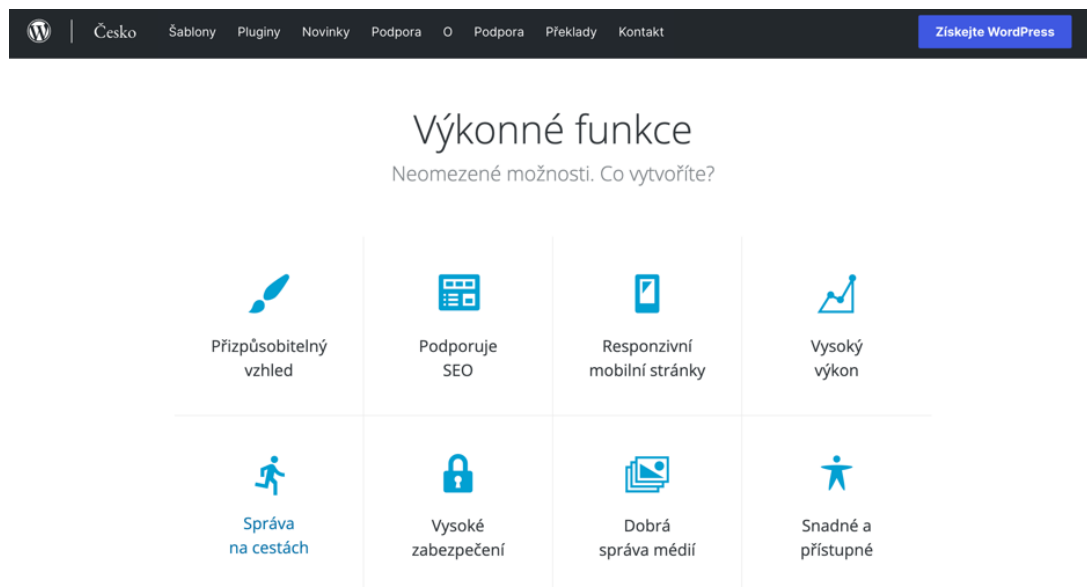 Česko Šablony Pluginy Novinky Podpora O Podpora Překlady Kontakt Získejte WordPress
Výkonné funkce
Neomezené možnosti. Co vytvoříte?
Přizpůsobitelný
vzhled
Podporuje
SEO
Responzivní
mobilní stránky
Vysoký
výkon
Správa
na cestách
Vysoké
zabezpečení
Dobrá
správa médií
Snadné a
přístupné